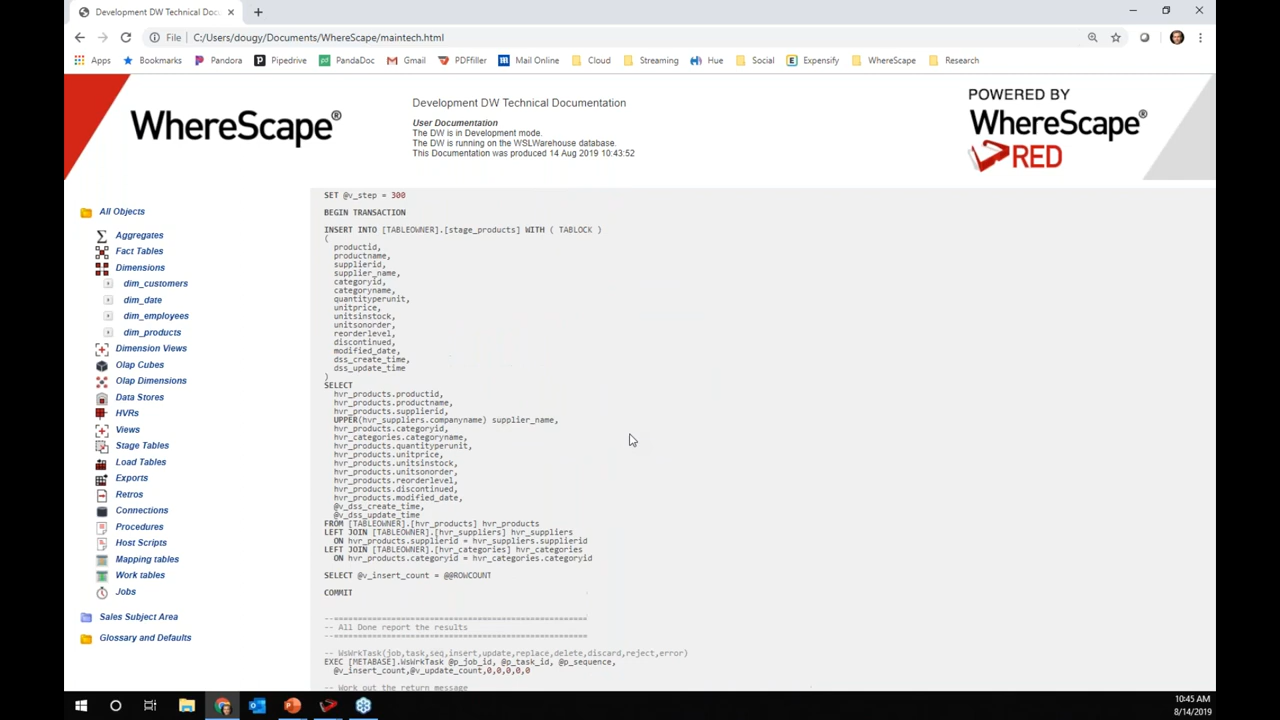 Development DW Technical Docu
File
C:/Users/dougy/Documents/WhereScape/maintech.html
Apps
Bookmarks
Pandora
Pipedrive
PandaDoc
Gmail
PDFfiller
Mail Online
Cloud
Streaming
Hue
Social
Expensify
WhereScape
Research
WhereScape®
Development DW Technical Documentation
User Documentation
The DW is in Development mode.
The DW is running on the WSLWarehouse database.
This Documentation was produced 14 Aug 2019 10:43:52
POWERED BY
WhereScape®
RED
All Objects
Aggregates
Fact Tables
Dimensions
dim_customers
dim_date
dim_employees
dim_products
Dimension Views
Olap Cubes
Olap Dimensions
Data Stores
HVRs
Views
Stage Tables
Load Tables
Exports
Retros
Connections
Procedures
Host Scripts
Mapping tables
Work tables
Jobs
Sales Subject Area
Glossary and Defaults
SET @v_step = 300
BEGIN TRANSACTION
INSERT INTO [TABLEOWNER].[stage_products] WITH ( TABLOCK )
(
productid,
productname,
supplierid,
supplier_name,
categoryid,
categoryname,
quantityperunit,
unitprice,
unitsinstock,
unitsonorder,
reorderlevel,
discontinued,
modified_date,
dss_create_time,
dss_update_time
)
SELECT
hvr_products.productid,
hvr_products.productname,
hvr_products.supplierid,
UPPER(hvr_suppliers.companyname) supplier_name,
hvr_products.categoryid,
hvr_categories.categoryname,
hvr_products.quantityperunit,
hvr_products.unitprice,
hvr_products.unitsinstock,
hvr_products.unitsonorder,
hvr_products.reorderlevel,
hvr_products.discontinued,
hvr_products.modified_date,
@v_dss_create_time,
@v_dss_update_time
FROM [TABLEOWNER].[hvr_products] hvr_products
LEFT JOIN [TABLEOWNER].[hvr_suppliers] hvr_suppliers
ON hvr_products.supplierid = hvr_suppliers.supplierid
LEFT JOIN [TABLEOWNER].[hvr_categories] hvr_categories
ON hvr_products.categoryid = hvr_categories.categoryid
SELECT @v_insert_count = @@ROWCOUNT
COMMIT
--=====================================================
-- All Done report the results
--=====================================================
-- WsWrkTask(job,task,seq,insert,update,replace,delete,discard,reject,error)
EXEC [METABASE].WsWrkTask @p_job_id, @p_task_id, @p_sequence,
@v_insert_count,@v_update_count,0,0,0,0,0
-- Work out the return message
10:45 AM
8/14/2019